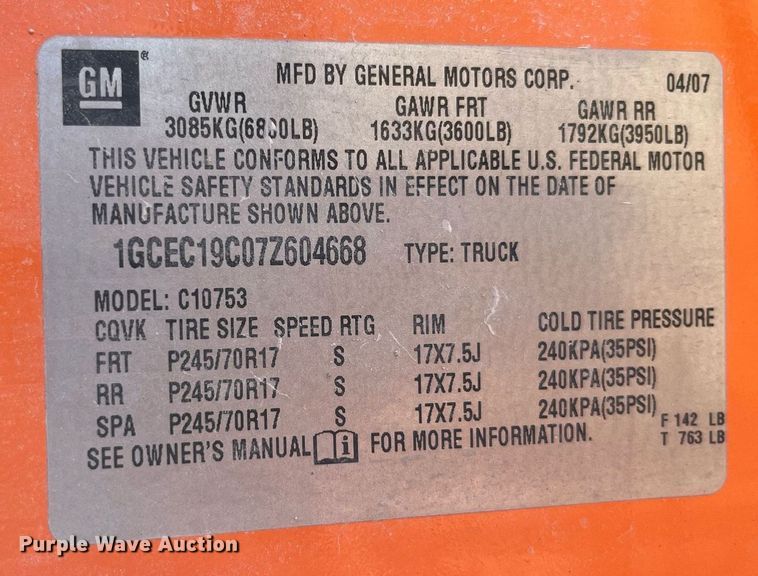 GM ®
MFD BY GENERAL MOTORS CORP. 04/07
GVWR GAWR FRT GAWR RR
3085KG(6800LB) 1633KG(3600LB) 1792KG(3950LB)
THIS VEHICLE CONFORMS TO ALL APPLICABLE U.S. FEDERAL MOTOR
VEHICLE SAFETY STANDARDS IN EFFECT ON THE DATE OF
MANUFACTURE SHOWN ABOVE.
1GCEC19C07Z604668 TYPE: TRUCK
MODEL: C10753
CQVK TIRE SIZE SPEED RTG RIM COLD TIRE PRESSURE
FRT P245/70R17 S 17X7.5J 240KPA(35PSI)
RR P245/70R17 S 17X7.5J 240KPA(35PSI)
SPA P245/70R17 S 17X7.5J 240KPA(35PSI)
SEE OWNER'S MANUAL i FOR MORE INFORMATION.
F 142 LB
T 763 LB
Purple Wave Auction